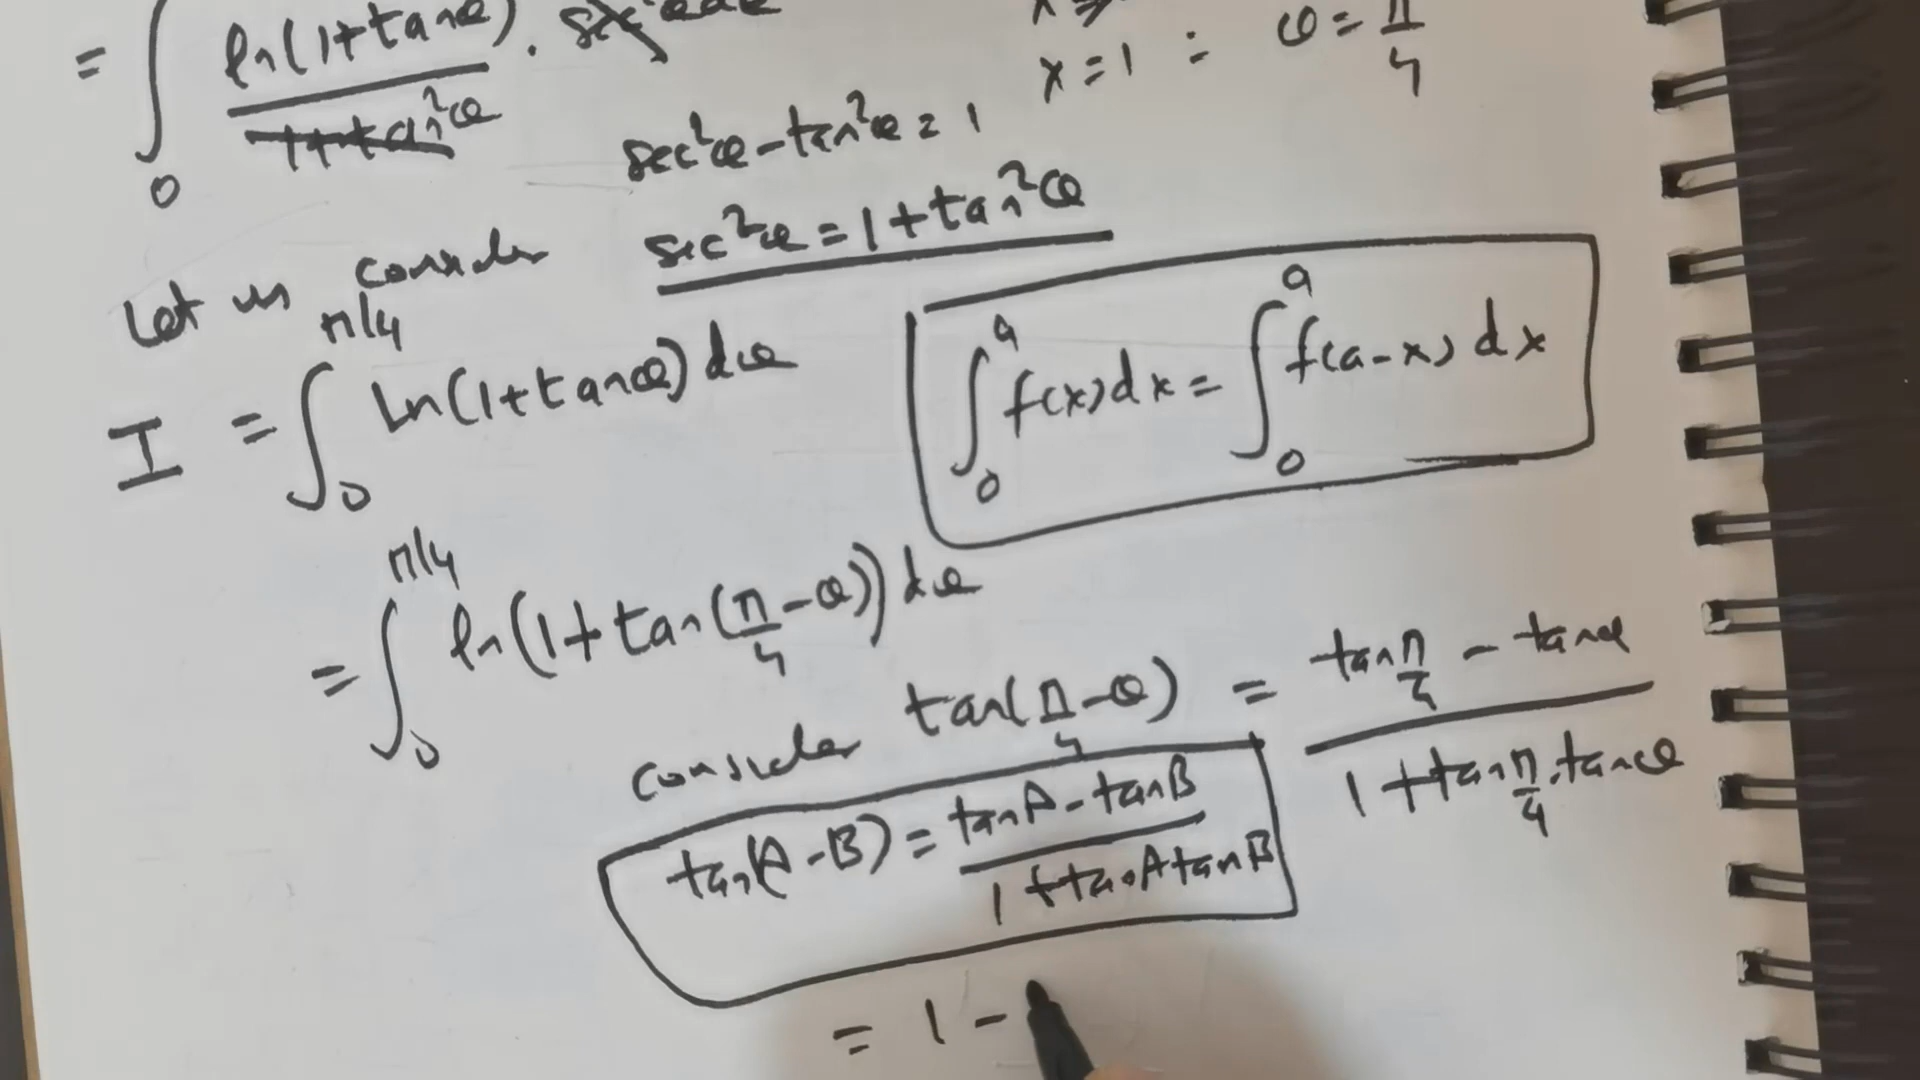 = ∫₀ ln(1+tanθ) / 1+tan²θ . sec²θdθ
x=1 : θ = π/4
sec²θ - tan²θ = 1
sec²θ = 1 + tan²θ
Let us consider
I = ∫₀^{π/4} ln(1+tanθ) dθ
∫₀^a f(x) dx = ∫₀^a f(a-x) dx
= ∫₀^{π/4} ln(1+tan(π/4 - θ)) dθ
consider tan(π/4 - θ) = tan π/4 - tanθ / 1 + tan π/4 . tanθ
tan(A-B) = tanA - tanB / 1 + tanA tanB
= 1 -